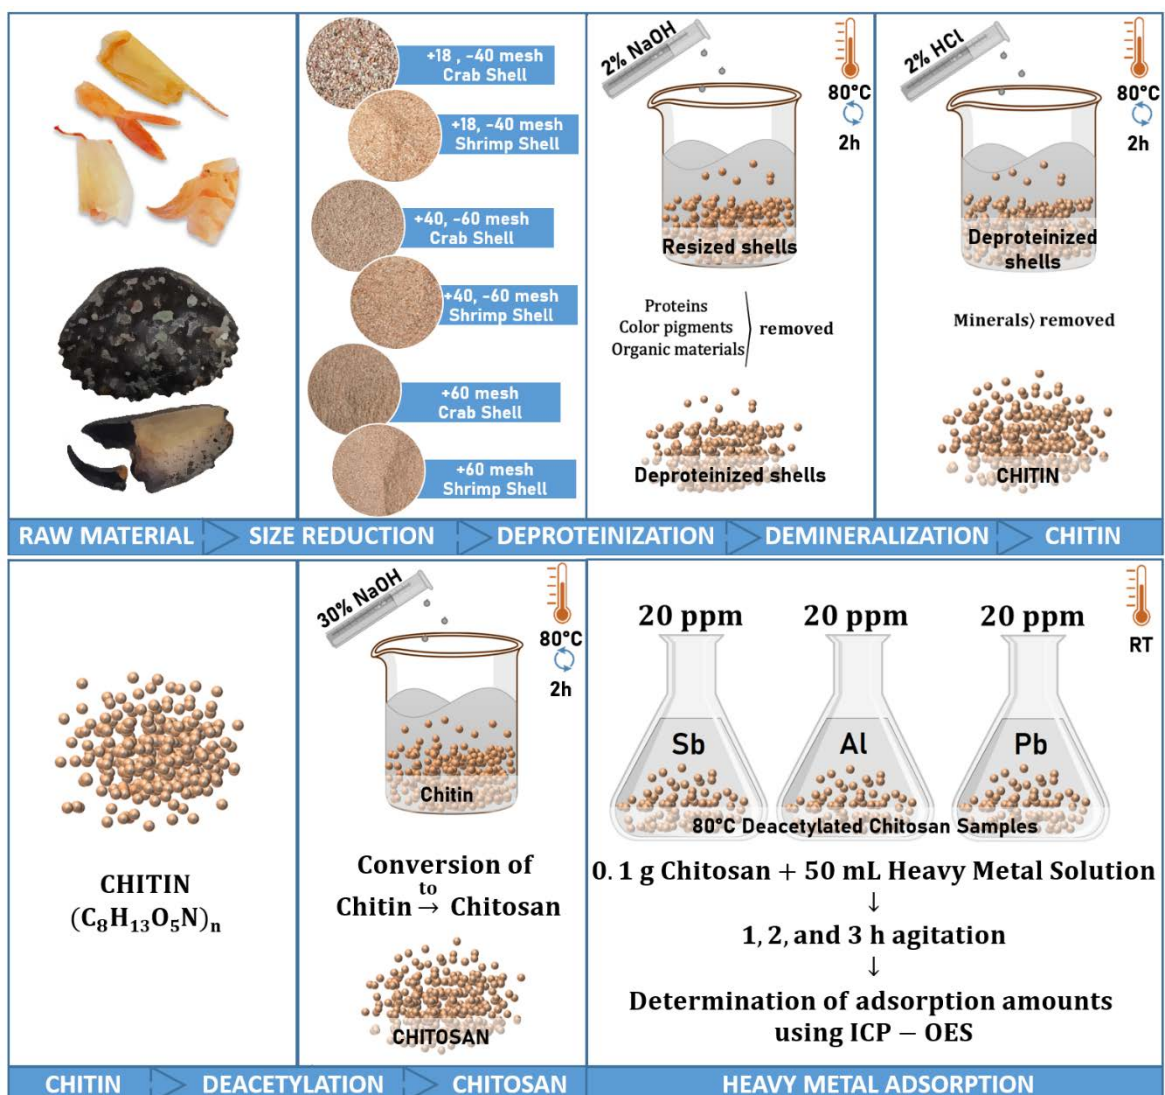 +18 , -40 mesh
Crab Shell
+18, -40 mesh
Shrimp Shell
+40, -60 mesh
Crab Shell
+40, -60 mesh
Shrimp Shell
+60 mesh
Crab Shell
+60 mesh
Shrimp Shell
2% NaOH
80°C
2h
Resized shells
Proteins
Color pigments
Organic materials
removed
Deproteinized shells
2% HCl
80°C
2h
Deproteinized
shells
Minerals⟩ removed
CHITIN
RAW MATERIAL SIZE REDUCTION DEPROTEINIZATION DEMINERALIZATION CHITIN
CHITIN
(C₈H₁₃O₅N)ₙ
30% NaOH
80°C
2h
Chitin
Conversion of
to
Chitin → Chitosan
CHITOSAN
20 ppm 20 ppm 20 ppm
RT
Sb Al Pb
80°C Deacetylated Chitosan Samples
0.1 g Chitosan + 50 mL Heavy Metal Solution
↓
1, 2, and 3 h agitation
↓
Determination of adsorption amounts
using ICP − OES
CHITIN DEACETYLATION CHITOSAN HEAVY METAL ADSORPTION